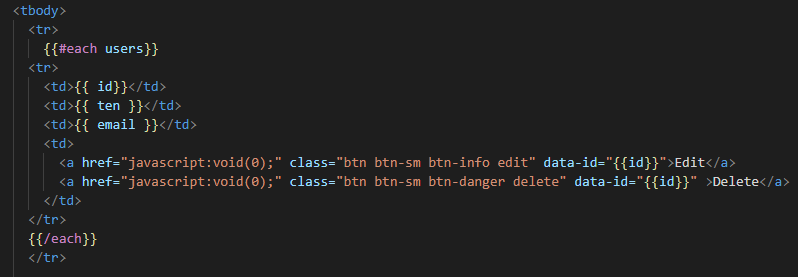 <tbody>
<tr>
{{#each users}}
<tr>
<td>{{ id}}</td>
<td>{{ ten }}</td>
<td>{{ email }}</td>
<td>
<a href="javascript:void(0);" class="btn btn-sm btn-info edit" data-id="{{id}}">Edit</a>
<a href="javascript:void(0);" class="btn btn-sm btn-danger delete" data-id="{{id}}" >Delete</a>
</td>
</tr>
{{/each}}
</tr>